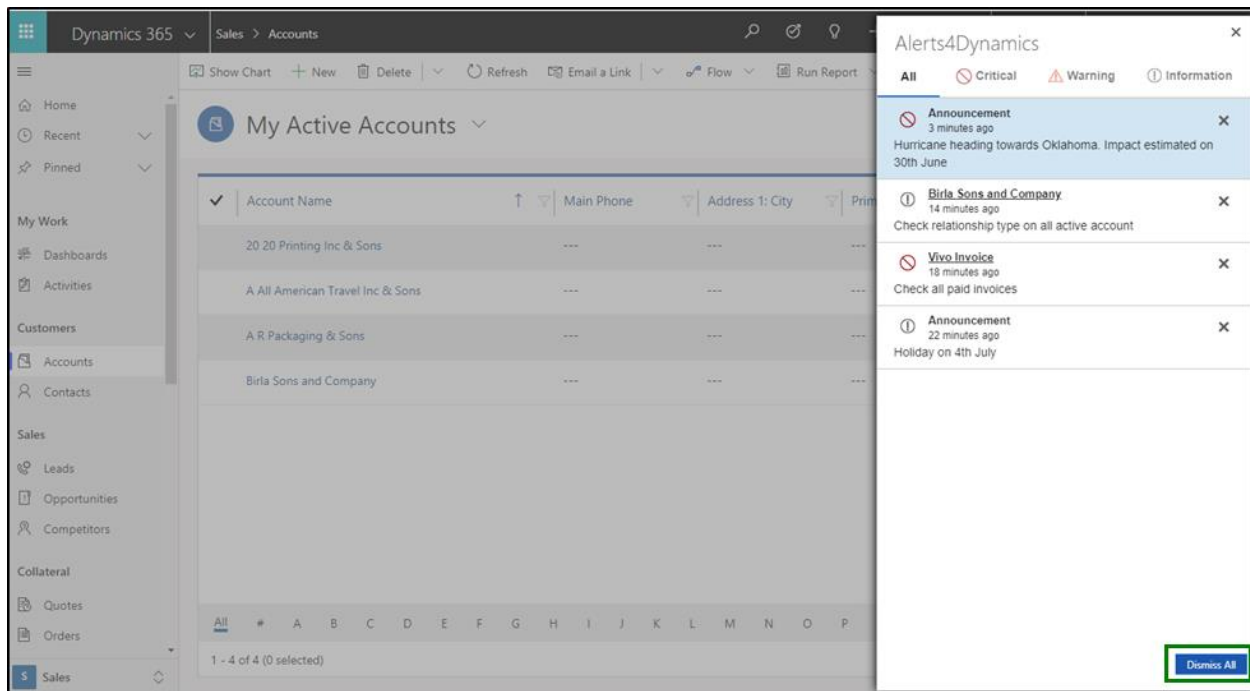 Dynamics 365
Sales > Accounts
Show Chart
New
Delete
Refresh
Email a Link
Flow
Run Report
Home
Recent
Pinned
My Work
Dashboards
Activities
Customers
Accounts
Contacts
Sales
Leads
Opportunities
Competitors
Collateral
Quotes
Orders
S Sales
My Active Accounts
Account Name Main Phone Address 1: City Prim
20 20 Printing Inc & Sons --- --- ---
A All American Travel Inc & Sons --- --- ---
A R Packaging & Sons --- --- ---
Birla Sons and Company --- --- ---
All # A B C D E F G H I J K L M N O P
1 - 4 of 4 (0 selected)
Alerts4Dynamics
All Critical Warning Information
Announcement
3 minutes ago
Hurricane heading towards Oklahoma. Impact estimated on
30th June
Birla Sons and Company
14 minutes ago
Check relationship type on all active account
Vivo Invoice
18 minutes ago
Check all paid invoices
Announcement
22 minutes ago
Holiday on 4th July
Dismiss All